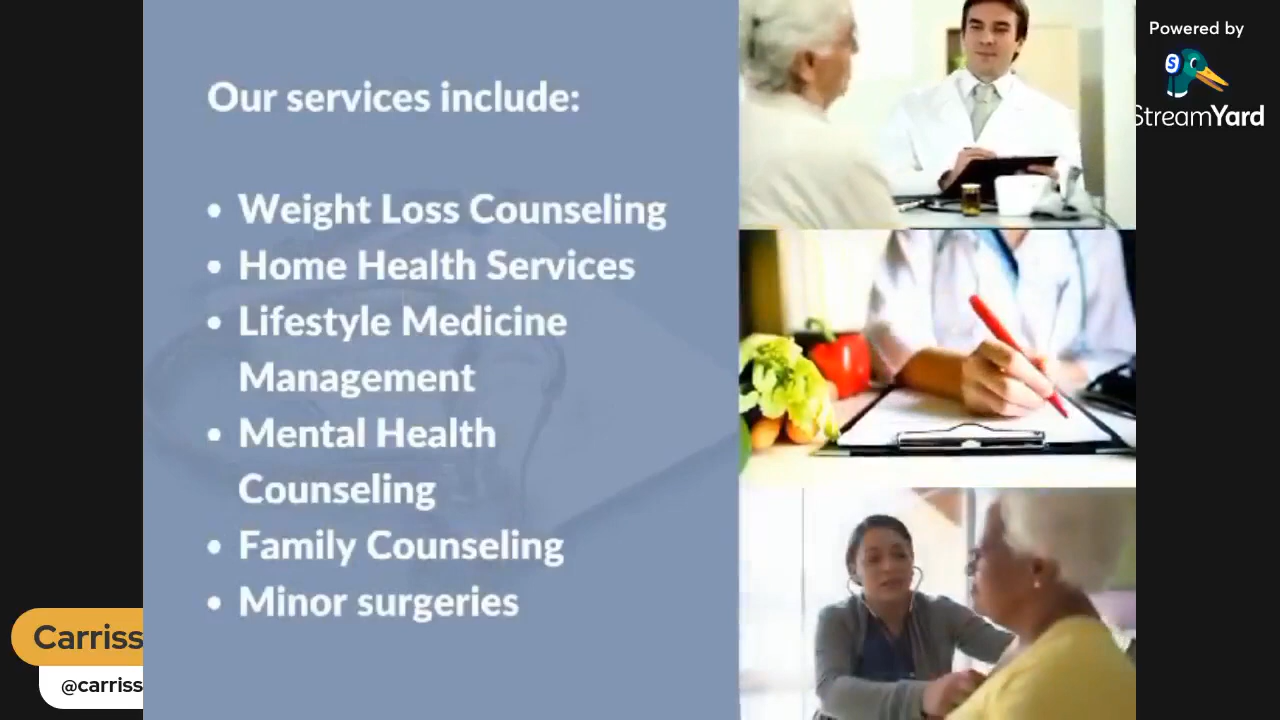 Powered by
StreamYard
Our services include:
• Weight Loss Counseling
• Home Health Services
• Lifestyle Medicine
Management
• Mental Health
Counseling
• Family Counseling
• Minor surgeries
Carriss
@carriss